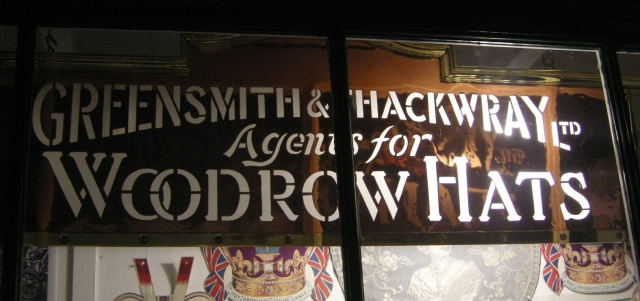 GREENSMITH & THACKWRAY LTD
Agents for
WOODROW HATS